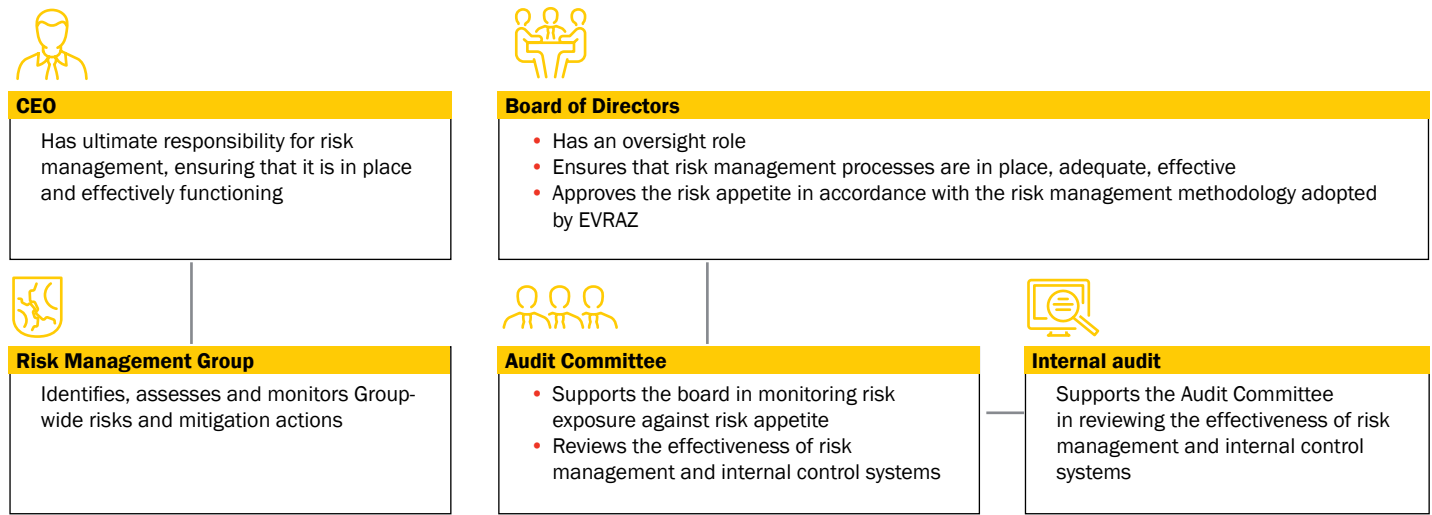 CEO
Has ultimate responsibility for risk
management, ensuring that it is in place
and effectively functioning
Board of Directors
• Has an oversight role
• Ensures that risk management processes are in place, adequate, effective
• Approves the risk appetite in accordance with the risk management methodology adopted
by EVRAZ
Risk Management Group
Identifies, assesses and monitors Group-
wide risks and mitigation actions
Audit Committee
• Supports the board in monitoring risk
exposure against risk appetite
• Reviews the effectiveness of risk
management and internal control systems
Internal audit
Supports the Audit Committee
in reviewing the effectiveness of risk
management and internal control
systems